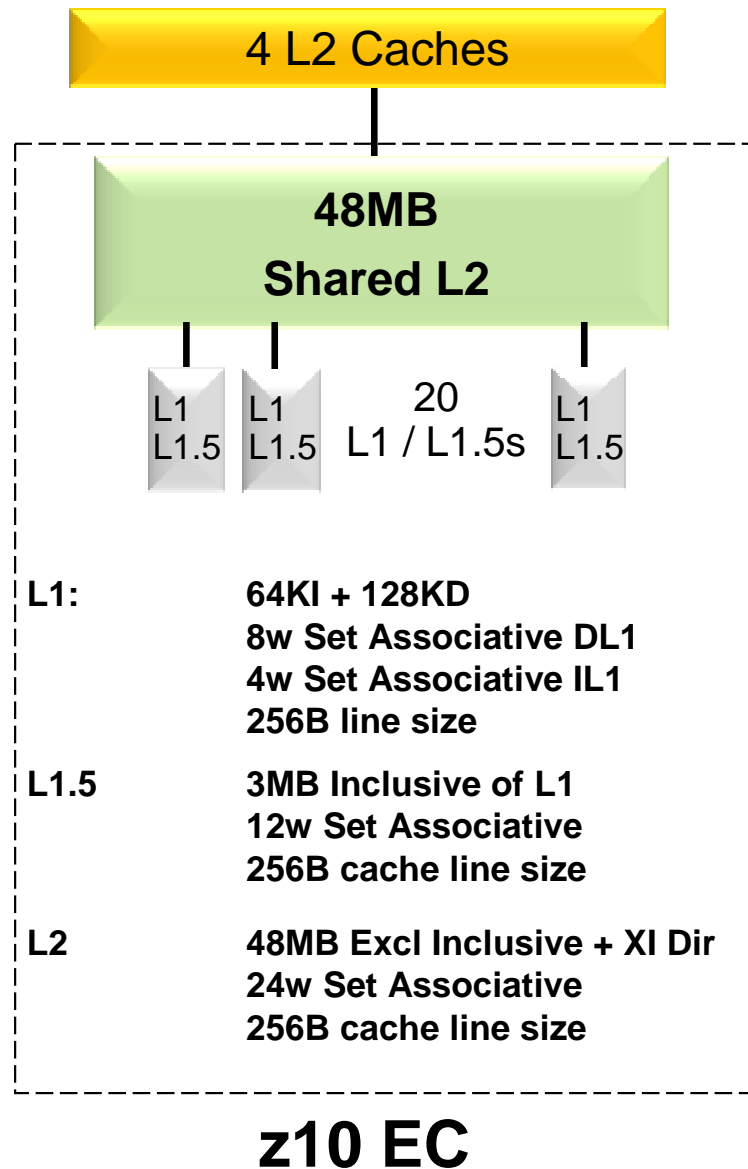 4 L2 Caches
48MB
Shared L2
L1
L1.5
L1
L1.5
20
L1 / L1.5s
L1
L1.5
L1: 64KI + 128KD
8w Set Associative DL1
4w Set Associative IL1
256B line size
L1.5 3MB Inclusive of L1
12w Set Associative
256B cache line size
L2 48MB Excl Inclusive + XI Dir
24w Set Associative
256B cache line size
z10 EC